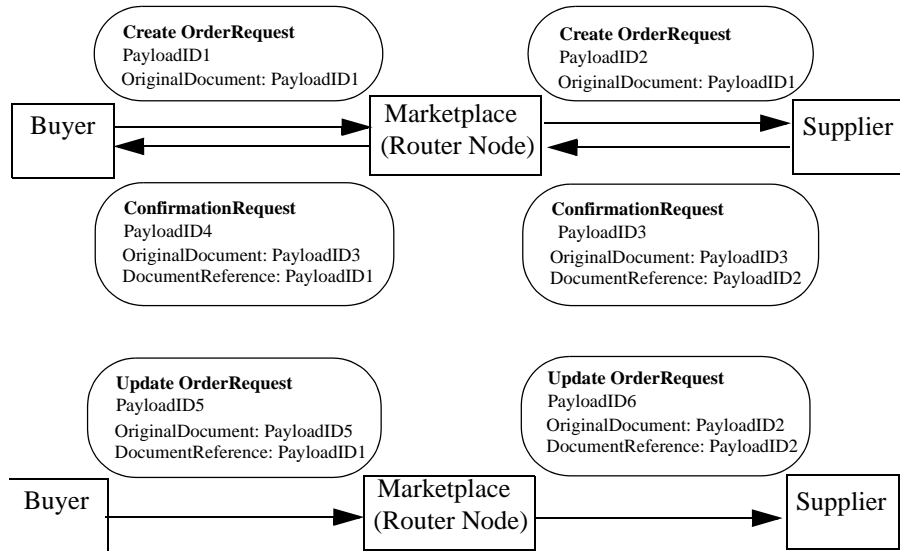 Create OrderRequest
PayloadID1
OriginalDocument: PayloadID1
Create OrderRequest
PayloadID2
OriginalDocument: PayloadID1
Buyer
Marketplace
(Router Node)
Supplier
ConfirmationRequest
PayloadID4
OriginalDocument: PayloadID3
DocumentReference: PayloadID1
ConfirmationRequest
PayloadID3
OriginalDocument: PayloadID3
DocumentReference: PayloadID2
Update OrderRequest
PayloadID5
OriginalDocument: PayloadID5
DocumentReference: PayloadID1
Update OrderRequest
PayloadID6
OriginalDocument: PayloadID2
DocumentReference: PayloadID2
Buyer
Marketplace
(Router Node)
Supplier